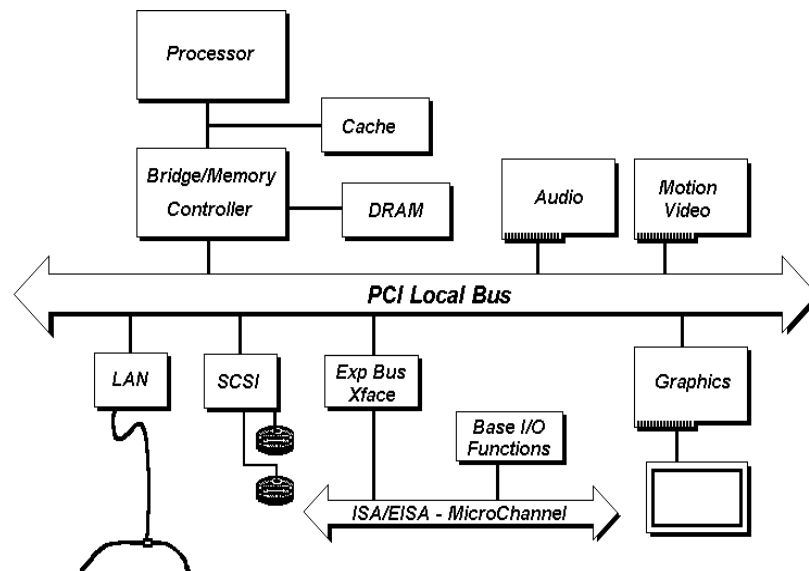 Processor
Cache
Bridge/Memory
Controller
DRAM
Audio
Motion
Video
PCI Local Bus
LAN
SCSI
Exp Bus
Xface
Graphics
Base I/O
Functions
ISA/EISA - MicroChannel